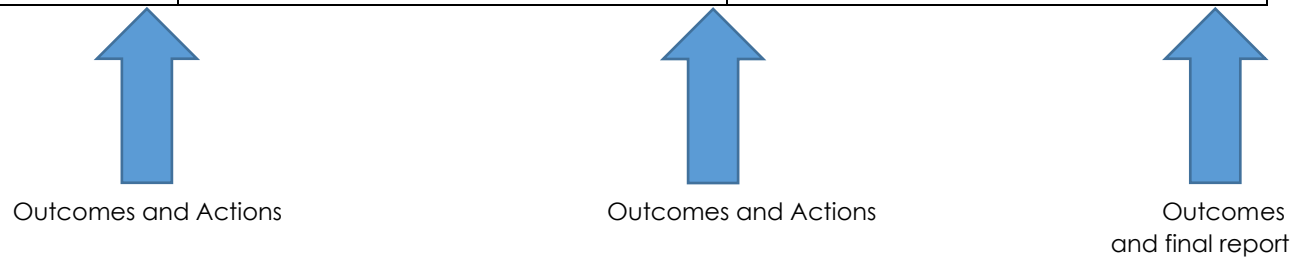 Outcomes and Actions
Outcomes and Actions
Outcomes
and final report